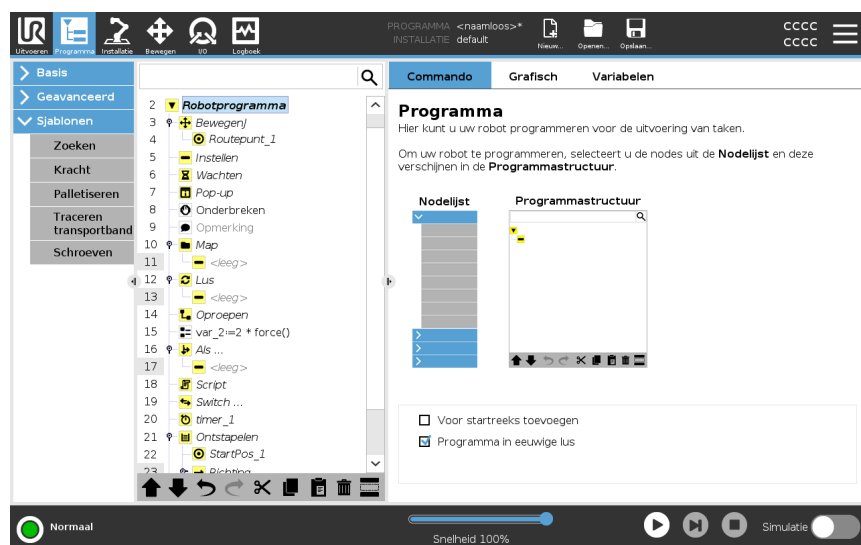 PROGRAMMA <naamloos>*
INSTALLATIE default
UR
Uitvoeren
Programma
Installatie
Bewegen
I/O
Logboek
Nieuw...
Openen...
Opslaan...
cccc
cccc
Basis
Geavanceerd
Sjablonen
Zoeken
Kracht
Palletiseren
Traceren
transportband
Schroeven
2 Robotprogramma
3 BewegenJ
4 Routepunt_1
5 Instellen
6 Wachten
7 Pop-up
8 Onderbreken
9 Opmerking
10 Map
11 <leeg>
12 Lus
13 <leeg>
14 Oproepen
15 var_2:=2 * force()
16 Als ...
17 <leeg>
18 Script
19 Switch ...
20 timer_1
21 Ontstapelen
22 StartPos_1
23 Richting
Commando
Grafisch
Variabelen
Programma
Hier kunt u uw robot programmeren voor de uitvoering van taken.
Om uw robot te programmeren, selecteert u de nodes uit de Nodelijst en deze
verschijnen in de Programmastructuur.
Nodelijst
Programmastructuur
Voor startreeks toevoegen
Programma in eeuwige lus
Normaal
Snelheid 100%
Simulatie